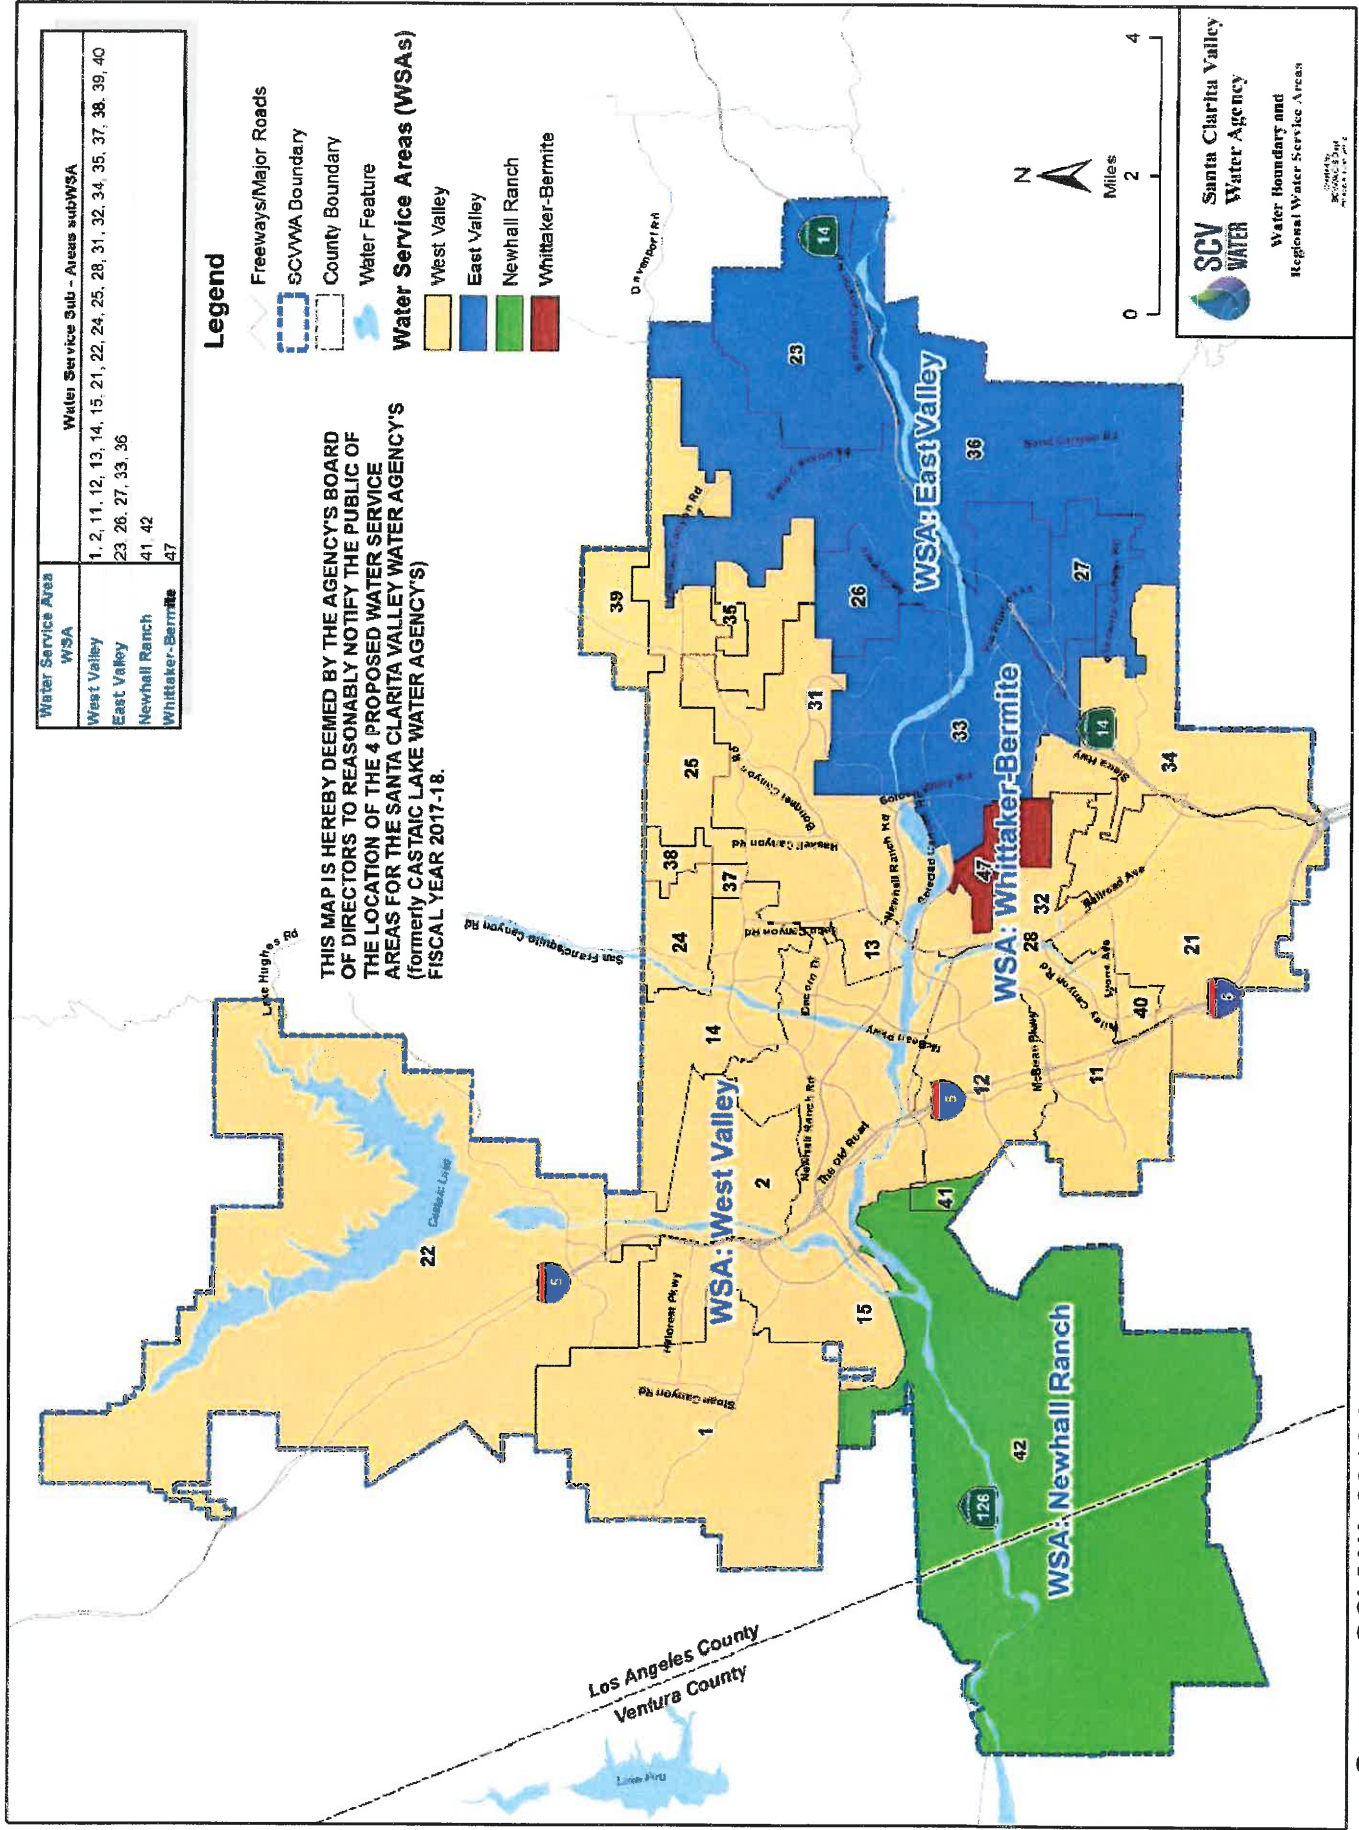 Water Service Area
WSA
Water Service Sub - Areas subWSA
West Valley
1, 2, 11, 12, 13, 14, 15, 21, 22, 24, 25, 28, 31, 32, 34, 35, 37, 38, 39, 40
East Valley
23, 26, 27, 33, 36
Newhall Ranch
41, 42
Whittaker-Bermite
47
THIS MAP IS HEREBY DEEMED BY THE AGENCY'S BOARD
OF DIRECTORS TO REASONABLY NOTIFY THE PUBLIC OF
THE LOCATION OF THE 4 PROPOSED WATER SERVICE
AREAS FOR THE SANTA CLARITA VALLEY WATER AGENCY'S
(formerly CASTAIC LAKE WATER AGENCY'S)
FISCAL YEAR 2017-18.
Legend
Freeways/Major Roads
SCVWA Boundary
County Boundary
Water Feature
Water Service Areas (WSAs)
West Valley
East Valley
Newhall Ranch
Whittaker-Bermite
Los Angeles County
Ventura County
Lake Piru
Lake Hughes Rd
Castaic Lake
22
5
San Francisquito Canyon Rd
Davenport Rd
39
25
38
24
37
35
31
14
13
2
1
15
Hillcrest Pkwy
Sloan Canyon Rd
WSA: West Valley
Newhall Ranch Rd
The Old Road
Decoro Dr
McBean Pkwy
Haskell Canyon Rd
Bouquet Canyon Rd
Newhall Ranch Rd
23
14
26
36
27
33
Sand Canyon Rd
WSA: East Valley
47
WSA: Whittaker-Bermite
14
Sierra Hwy
34
32
28
Railroad Ave
Lyons Ave
21
40
5
12
5
McBean Pkwy
11
41
42
126
WSA: Newhall Ranch
N
0 2 4
Miles
SCV
WATER
Santa Clarita Valley
Water Agency
Water Boundary and
Regional Water Service Areas